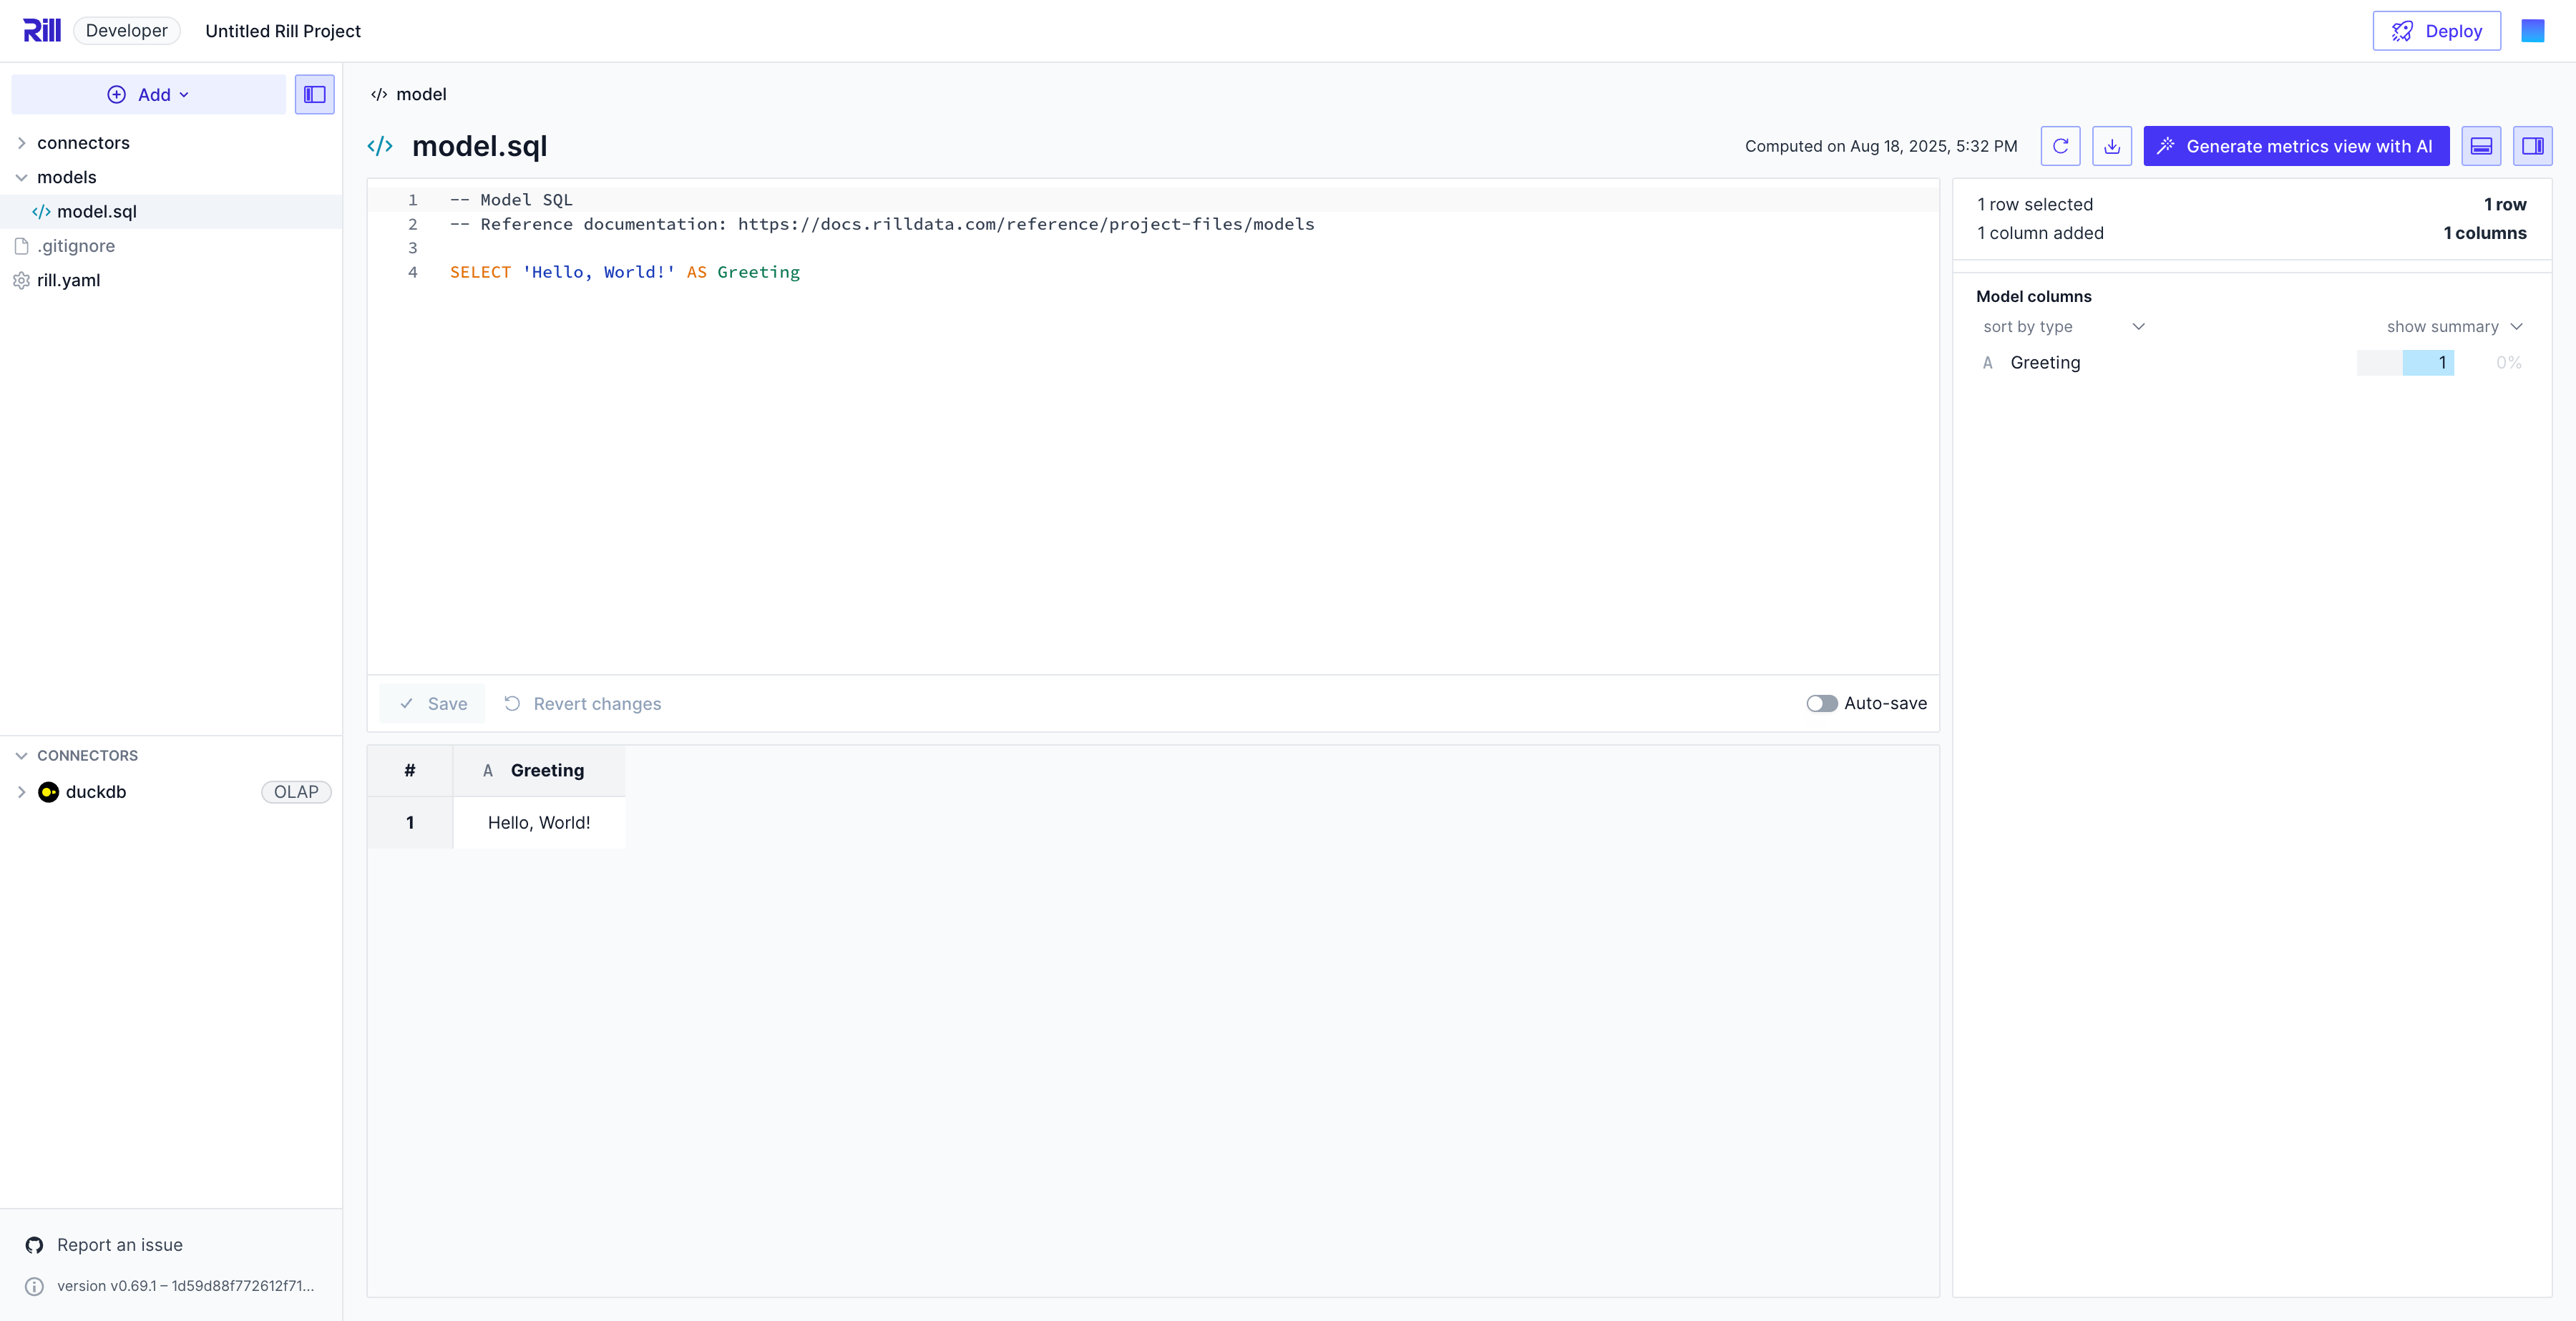 Rill Developer Untitled Rill Project Deploy
Add
connectors
models
model.sql
.gitignore
rill.yaml
CONNECTORS
duckdb OLAP
Report an issue
version v0.69.1 – 1d59d88f772612f71...
model
model.sql
Computed on Aug 18, 2025, 5:32 PM Generate metrics view with AI
1 -- Model SQL
2 -- Reference documentation: https://docs.rilldata.com/reference/project-files/models
3
4 SELECT 'Hello, World!' AS Greeting
Save Revert changes Auto-save
# A Greeting
1 Hello, World!
1 row selected 1 row
1 column added 1 columns
Model columns
sort by type show summary
A Greeting 1 0%